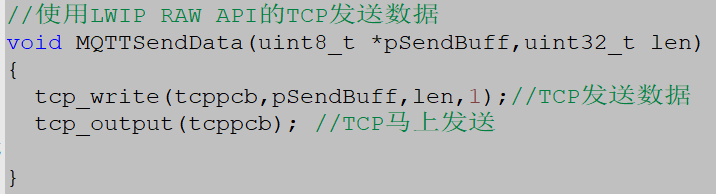 //使用LWIP RAW API的TCP发送数据
void MQTTSendData(uint8_t *pSendBuff,uint32_t len)
{
tcp_write(tcppcb,pSendBuff,len,1);//TCP发送数据
tcp_output(tcppcb); //TCP马上发送
}